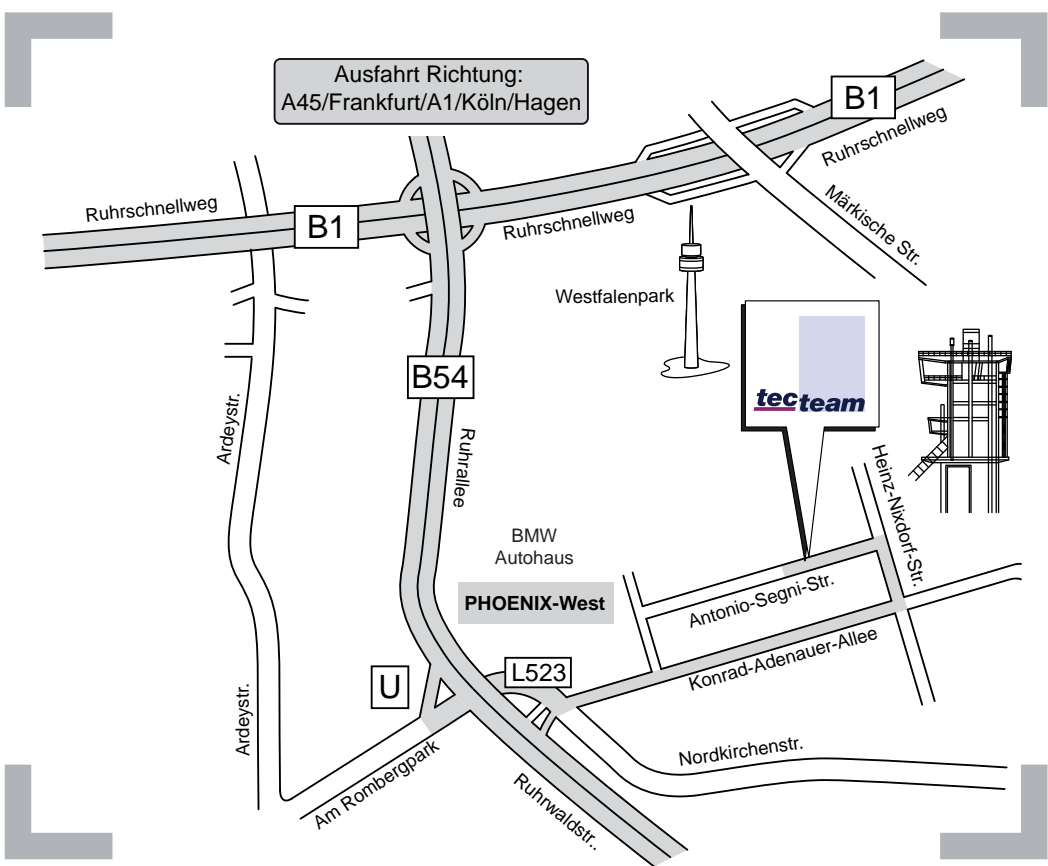 Ausfahrt Richtung:
A45/Frankfurt/A1/Köln/Hagen
B1
Ruhrschnellweg
Ruhrschnellweg
B1
Ruhrschnellweg
Märkische Str.
Westfalenpark
B54
tecteam
Ardeystr.
Ruhrallee
Heinz-Nixdorf-Str.
BMW
Autohaus
PHOENIX-West
Antonio-Segni-Str.
Konrad-Adenauer-Allee
L523
U
Ardeystr.
Am Rombergpark
Nordkirchenstr.
Ruhrwaldstr..